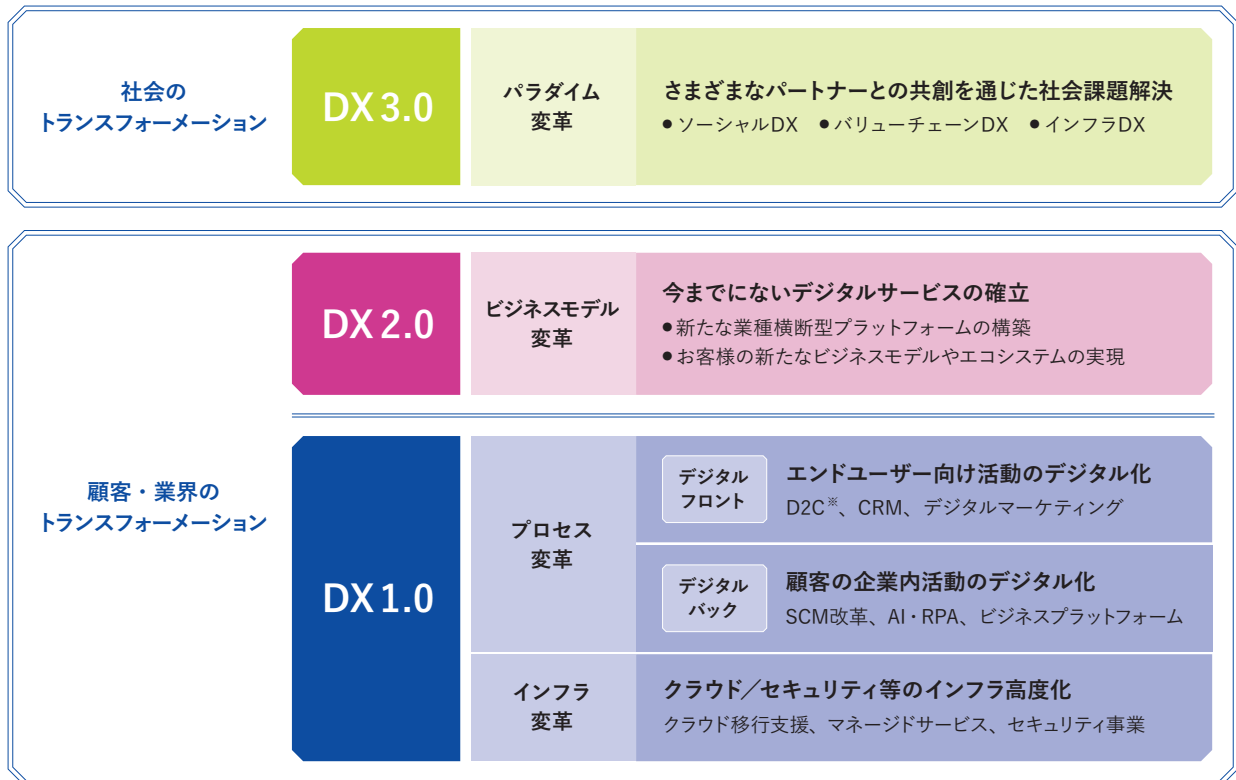 社会の
トランスフォーメーション
DX 3.0
パラダイム
変革
さまざまなパートナーとの共創を通じた社会課題解決
●ソーシャルDX ●バリューチェーンDX ●インフラDX
顧客・業界の
トランスフォーメーション
DX 2.0
ビジネスモデル
変革
今までにないデジタルサービスの確立
●新たな業種横断型プラットフォームの構築
●お客様の新たなビジネスモデルやエコシステムの実現
DX 1.0
プロセス
変革
デジタル
フロント
エンドユーザー向け活動のデジタル化
D2C※、CRM、デジタルマーケティング
デジタル
バック
顧客の企業内活動のデジタル化
SCM改革、AI・RPA、ビジネスプラットフォーム
インフラ
変革
クラウド／セキュリティ等のインフラ高度化
クラウド移行支援、マネージドサービス、セキュリティ事業